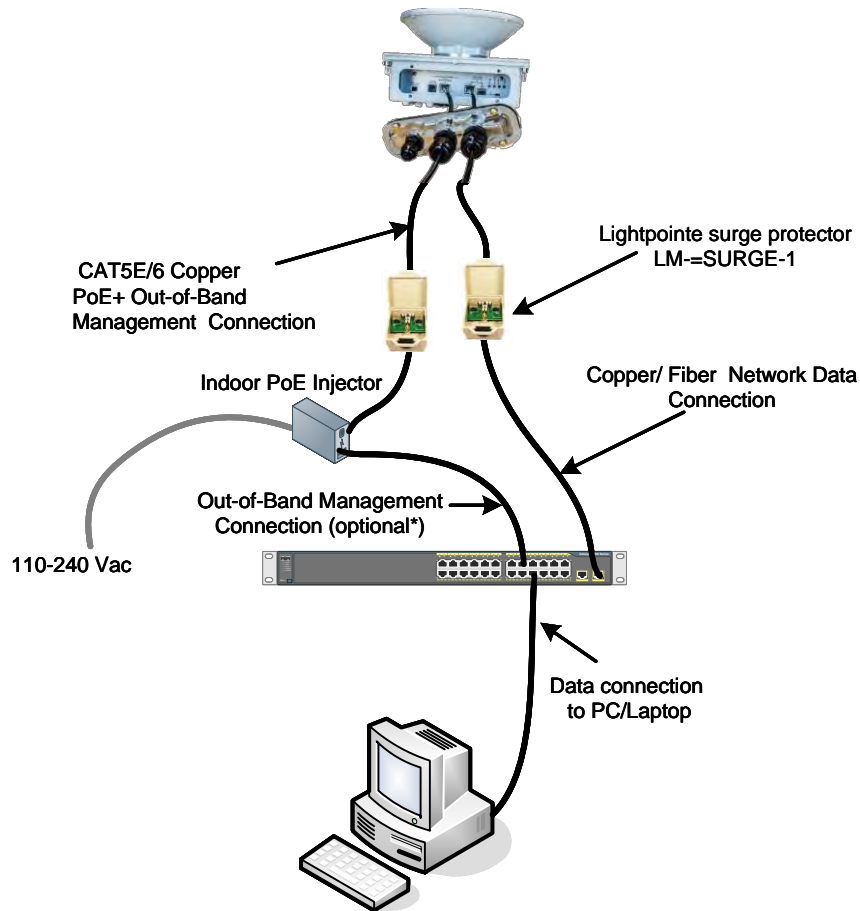 Lightpointe surge protector
LM-=SURGE-1
CAT5E/6 Copper
PoE+ Out-of-Band
Management Connection
Indoor PoE Injector
Copper/ Fiber Network Data
Connection
Out-of-Band Management
Connection (optional*)
110-240 Vac
Data connection
to PC/Laptop